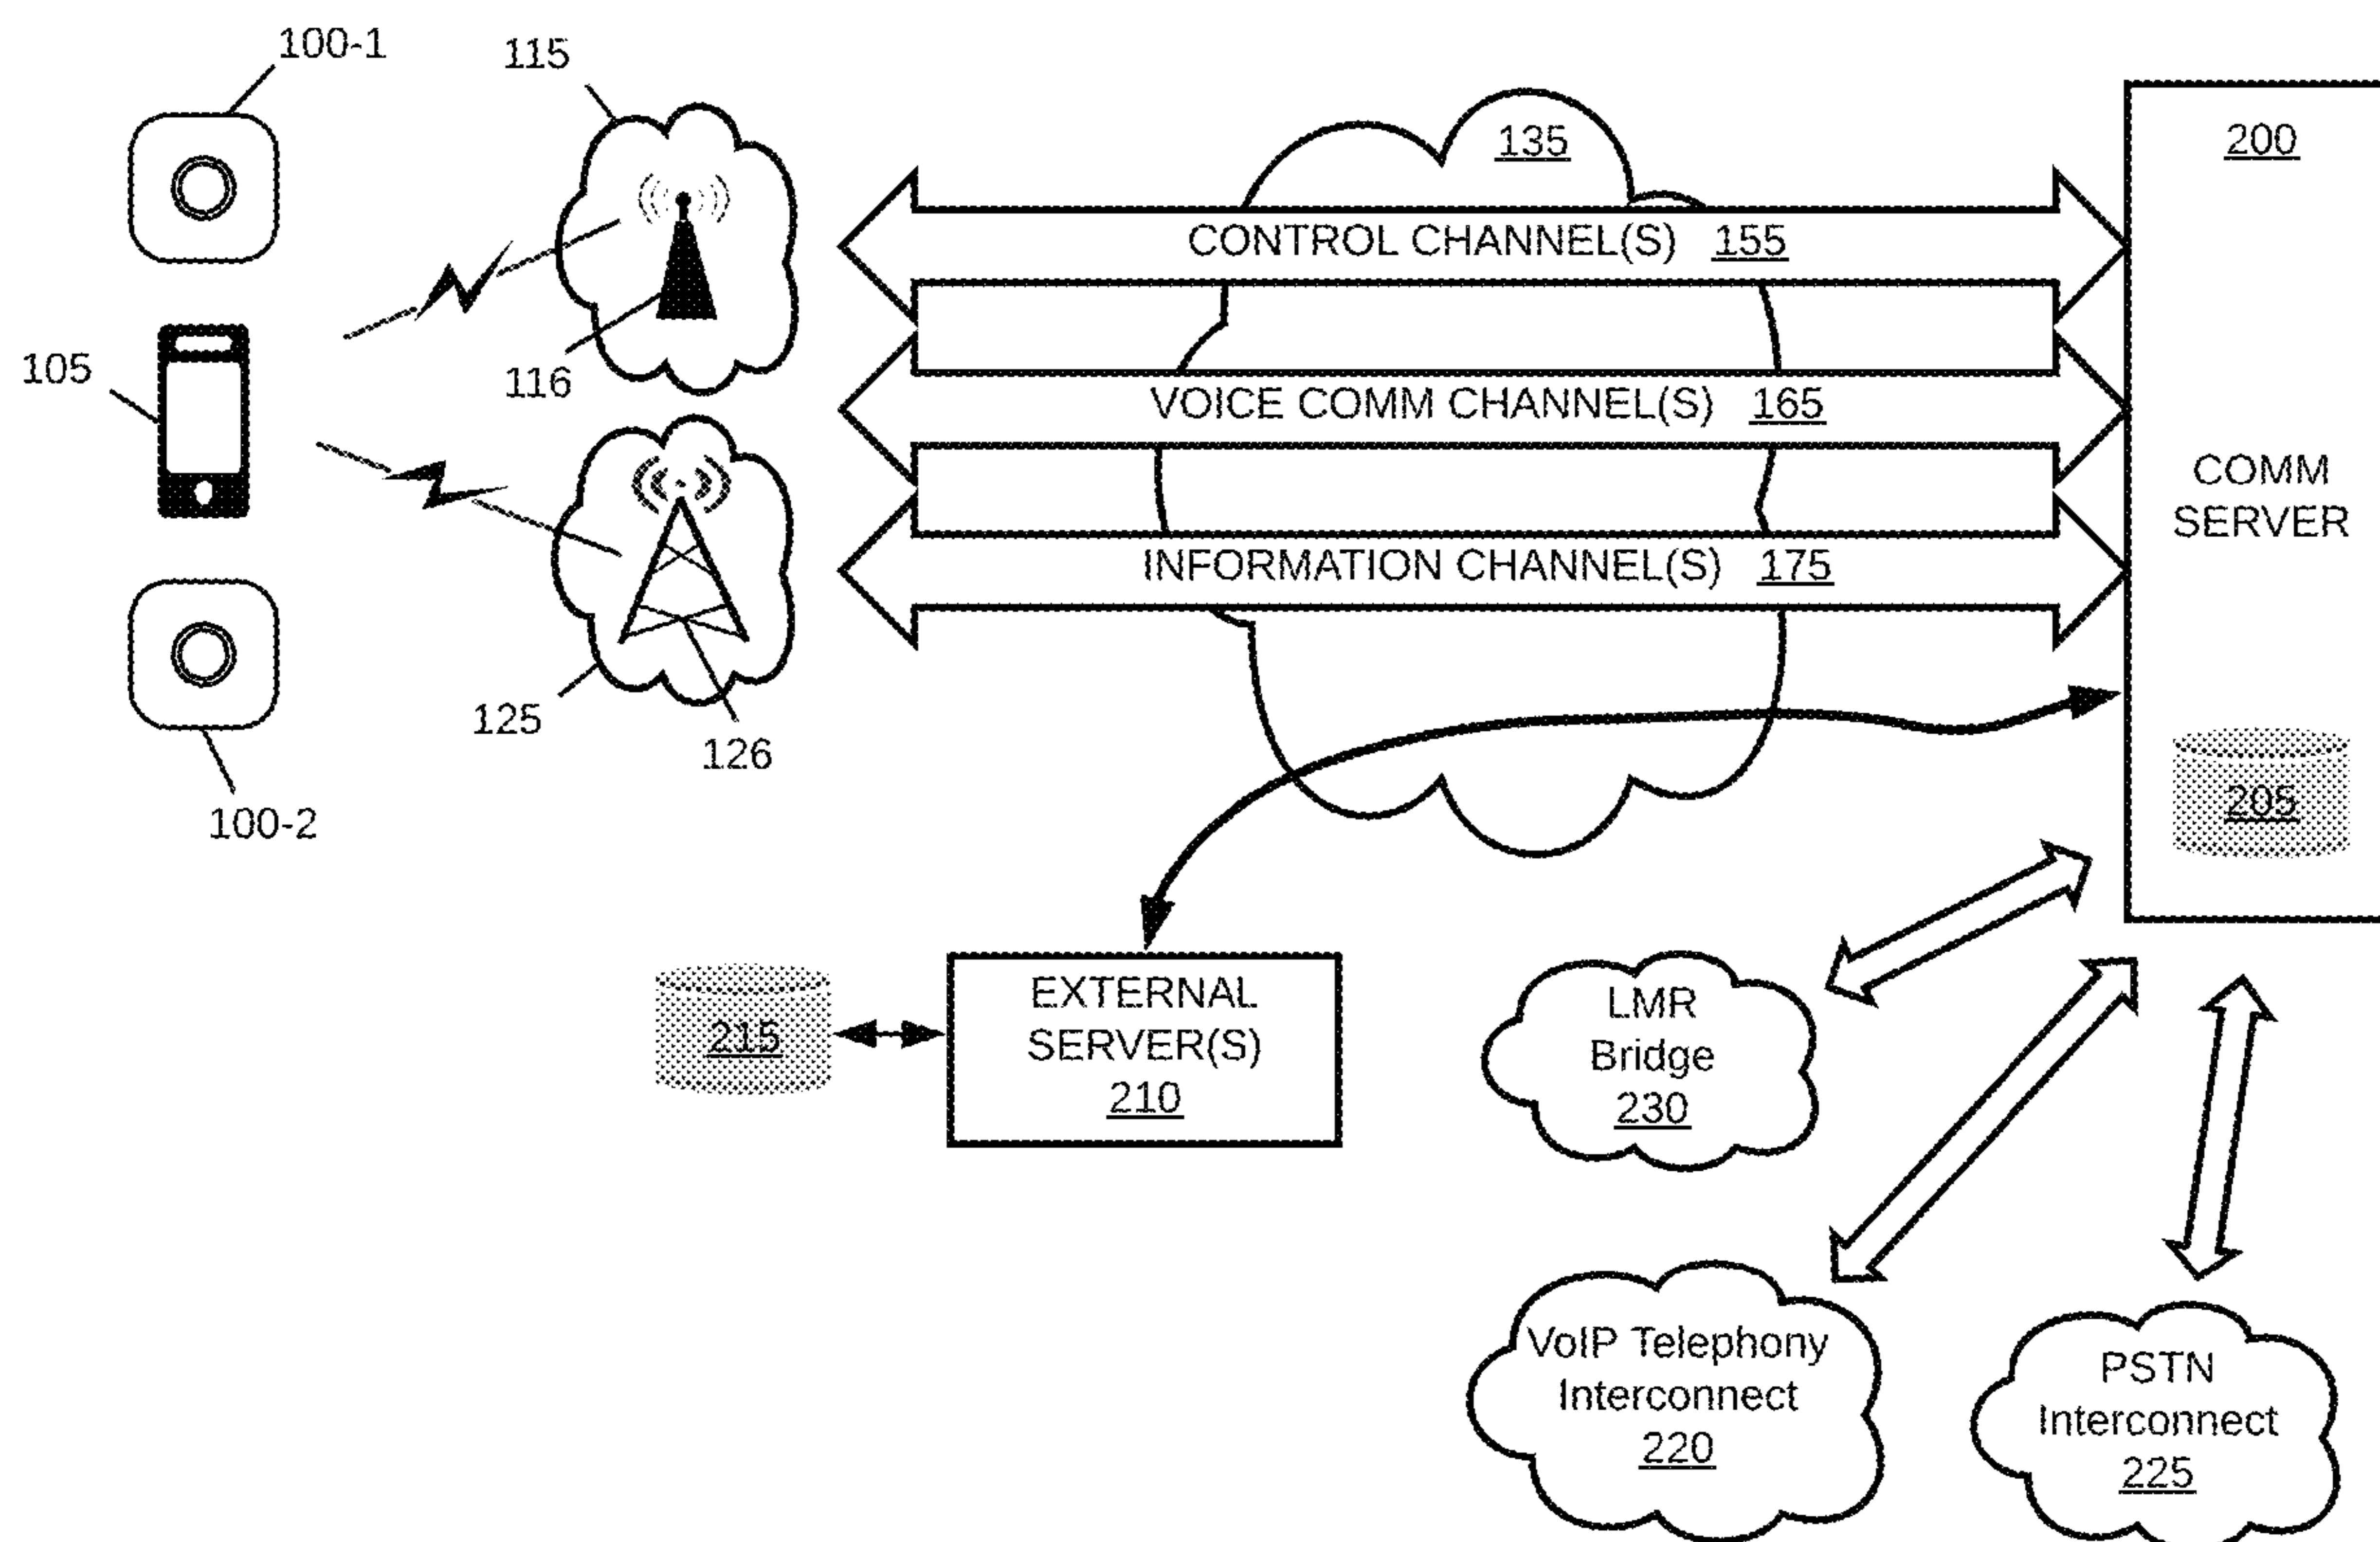 100-1
115
135
200
CONTROL CHANNEL(S) 155
105
116
VOICE COMM CHANNEL(S) 165
COMM
SERVER
INFORMATION CHANNEL(S) 175
125
126
100-2
205
EXTERNAL
SERVER(S)
210
215
LMR
Bridge
230
VoIP Telephony
Interconnect
220
PSTN
Interconnect
225